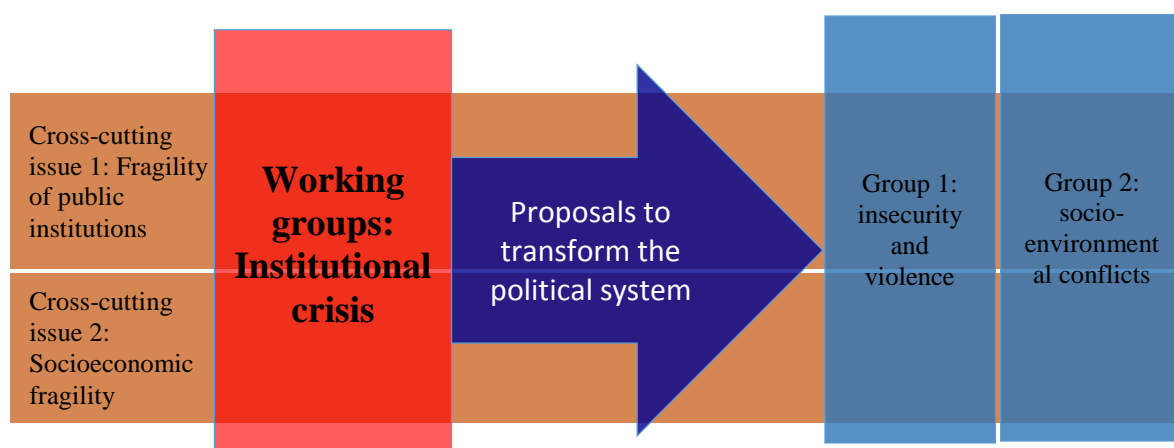 Cross-cutting
issue 1: Fragility
of public
institutions
Cross-cutting
issue 2:
Socioeconomic
fragility
Working
groups:
Institutional
crisis
Proposals to
transform the
political system
Group 1:
insecurity
and
violence
Group 2:
socio-
environment
al conflicts